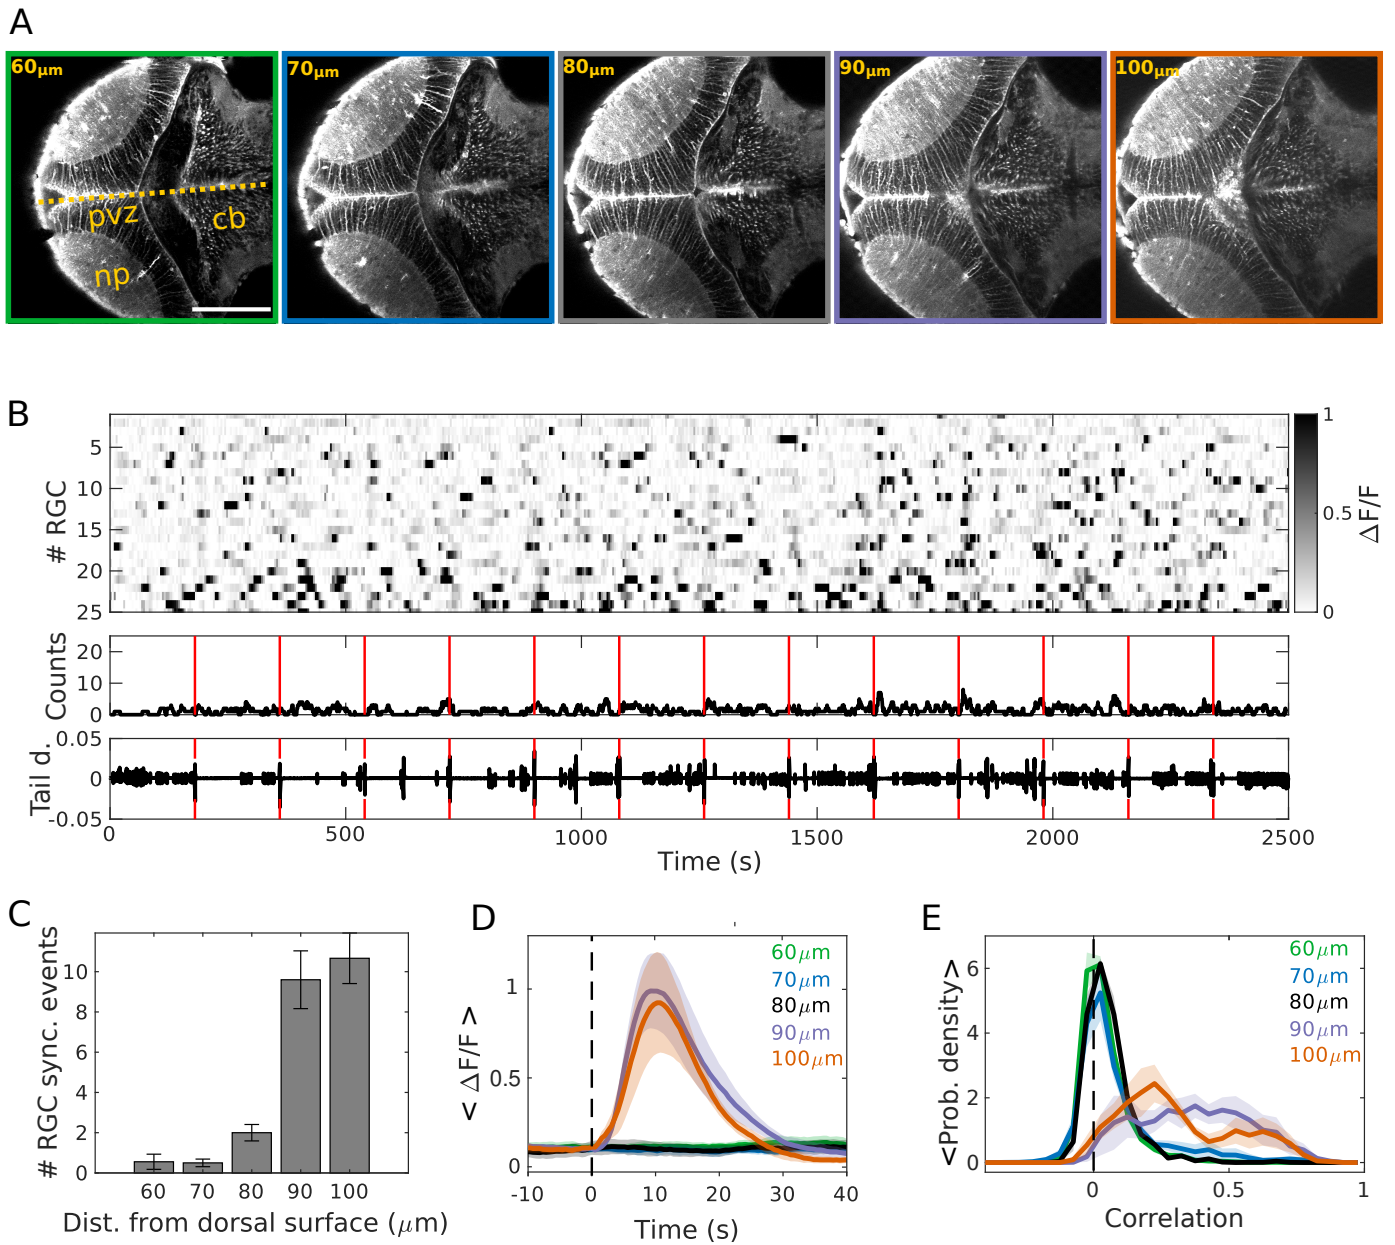 A
60μm
70μm
80μm
90μm
100μm
pvz
cb
np
B
# RGC
5
10
15
20
25
1
0.5
0
ΔF/F
Counts
20
10
0
Tail d.
0.05
0
-0.05
0
500
1000
1500
2000
2500
Time (s)
C
# RGC sync. events
10
8
6
4
2
0
60
70
80
90
100
Dist. from dorsal surface (μm)
D
< ΔF/F >
1
0.5
0
-10
0
10
20
30
40
Time (s)
60μm
70μm
80μm
90μm
100μm
E
<Prob. density>
6
4
2
0
0
0.5
1
Correlation
60μm
70μm
80μm
90μm
100μm